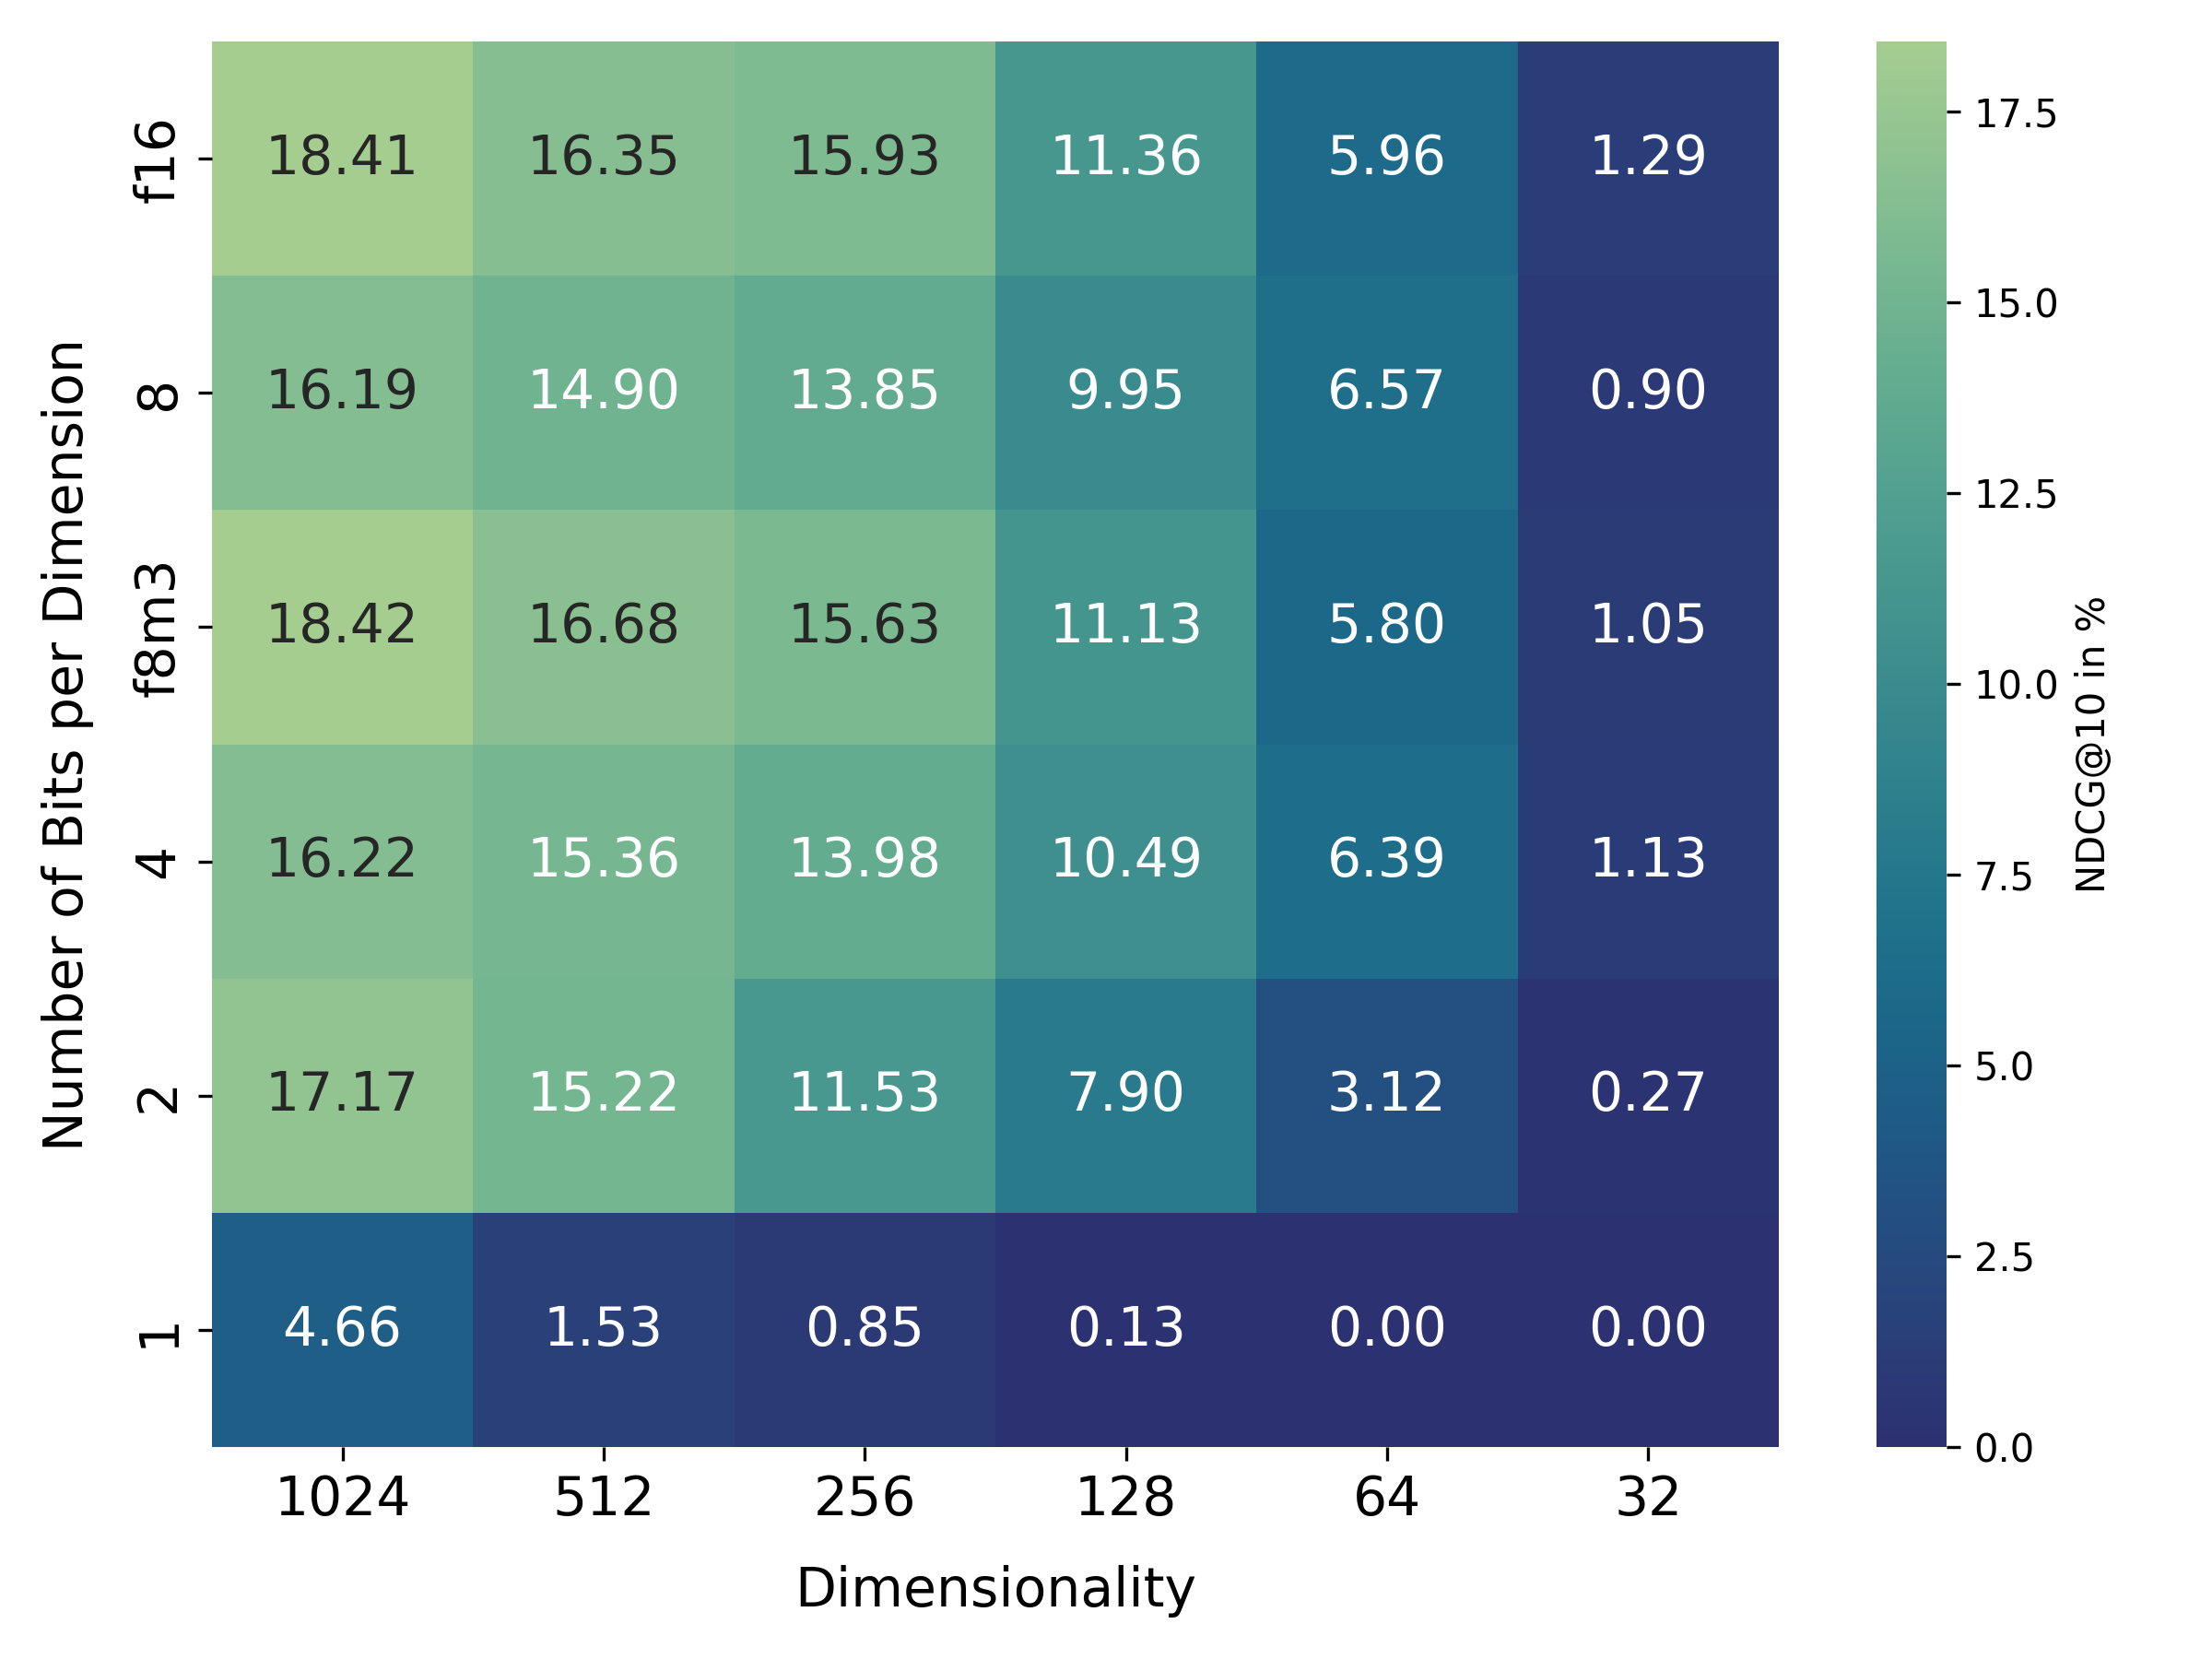 Number of Bits per Dimension
f16 18.41 16.35 15.93 11.36 5.96 1.29
8 16.19 14.90 13.85 9.95 6.57 0.90
f8m3 18.42 16.68 15.63 11.13 5.80 1.05
4 16.22 15.36 13.98 10.49 6.39 1.13
2 17.17 15.22 11.53 7.90 3.12 0.27
1 4.66 1.53 0.85 0.13 0.00 0.00
1024 512 256 128 64 32
Dimensionality
17.5
15.0
12.5
10.0
7.5
5.0
2.5
0.0
NDCG@10 in %